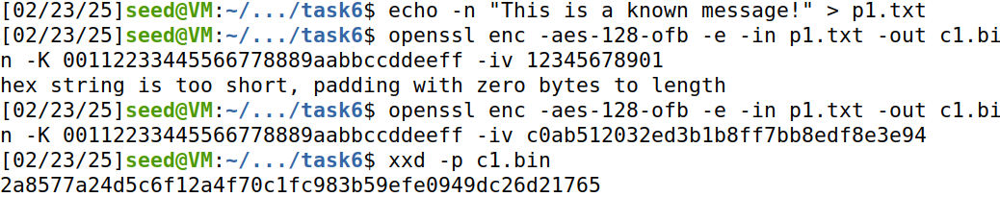 [02/23/25]seed@VM:~/.../task6$ echo -n "This is a known message!" > p1.txt
[02/23/25]seed@VM:~/.../task6$ openssl enc -aes-128-ofb -e -in p1.txt -out c1.bi
n -K 00112233445566778889aabbccddeeff -iv 12345678901
hex string is too short, padding with zero bytes to length
[02/23/25]seed@VM:~/.../task6$ openssl enc -aes-128-ofb -e -in p1.txt -out c1.bi
n -K 00112233445566778889aabbccddeeff -iv c0ab512032ed3b1b8ff7bb8edf8e3e94
[02/23/25]seed@VM:~/.../task6$ xxd -p c1.bin
2a8577a24d5c6f12a4f70c1fc983b59efe0949dc26d21765